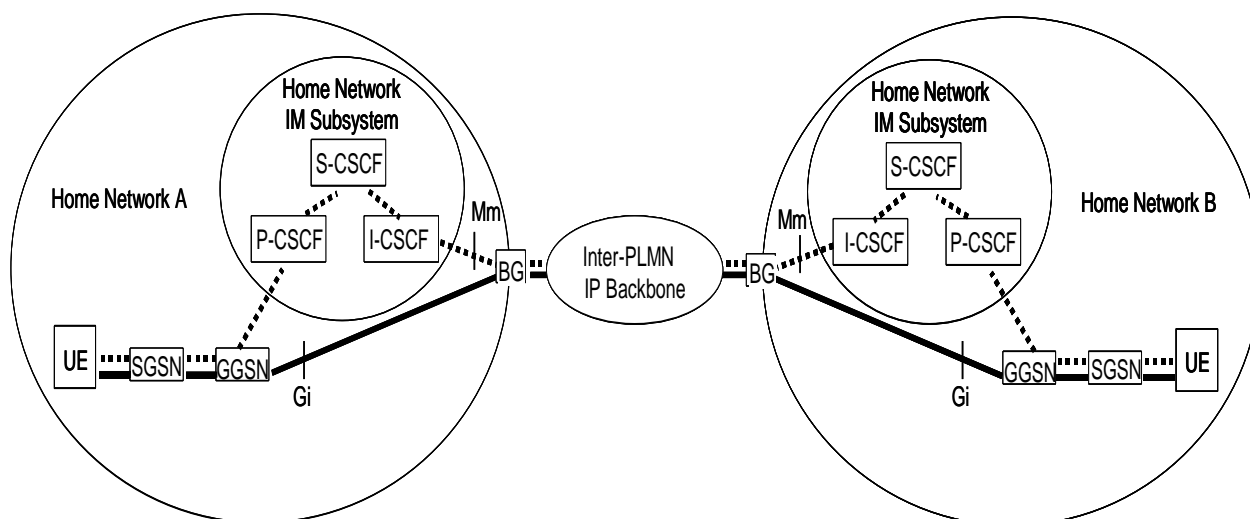 Home Network
IM Subsystem
S-CSCF
Home Network A
P-CSCF
I-CSCF
Mm
BG
UE
SGSN
GGSN
Gi
Inter-PLMN
IP Backbone
Home Network
IM Subsystem
S-CSCF
Home Network B
Mm
I-CSCF
P-CSCF
BG
Gi
GGSN
SGSN
UE